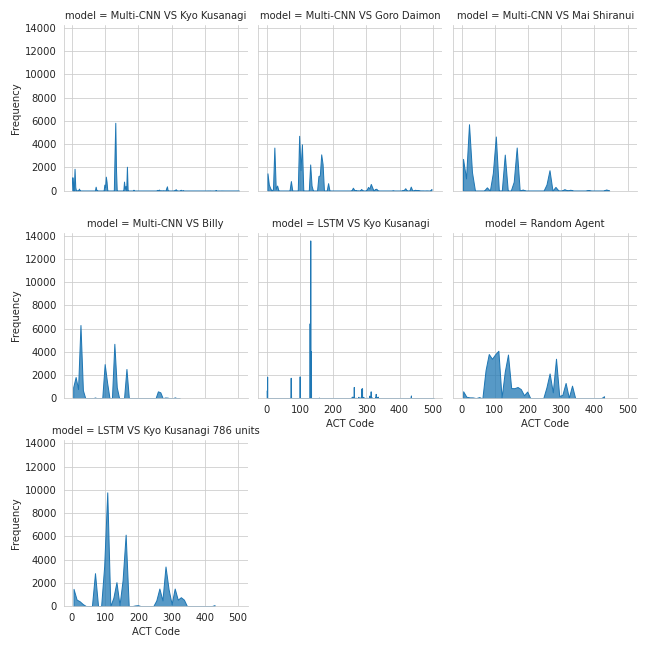 model = Multi-CNN VS Kyo Kusanagi
model = Multi-CNN VS Goro Daimon
model = Multi-CNN VS Mai Shiranui
14000
12000
10000
8000
6000
4000
2000
0
Frequency
model = Multi-CNN VS Billy
model = LSTM VS Kyo Kusanagi
model = Random Agent
14000
12000
10000
8000
6000
4000
2000
0
Frequency
0 100 200 300 400 500
ACT Code
0 100 200 300 400 500
ACT Code
model = LSTM VS Kyo Kusanagi 786 units
14000
12000
10000
8000
6000
4000
2000
0
Frequency
0 100 200 300 400 500
ACT Code